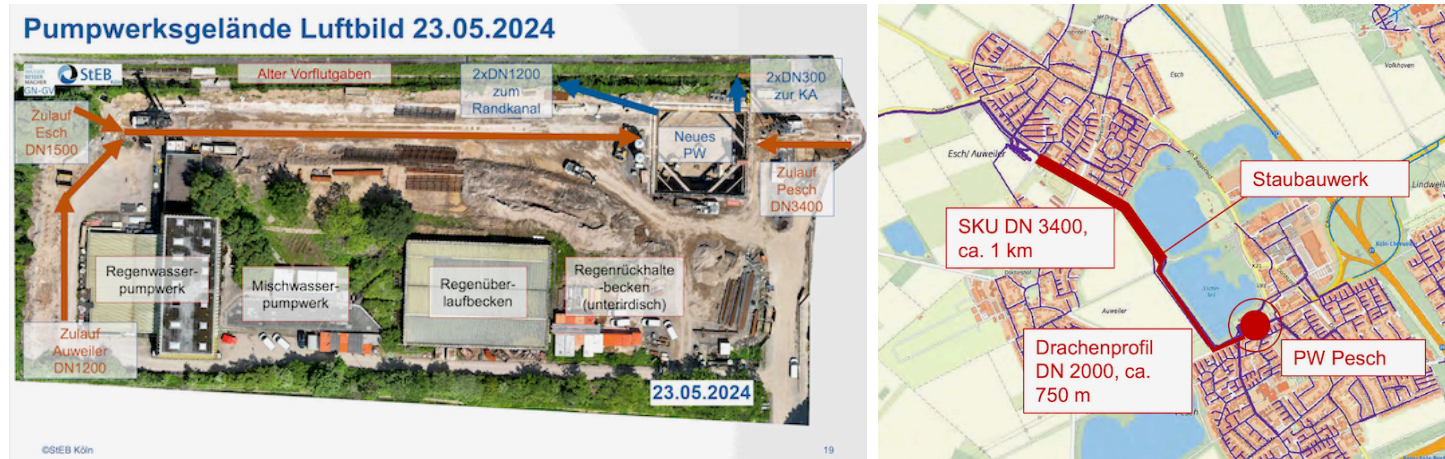 Pumpwerksgelände Luftbild 23.05.2024
StEB
GN-GV
Alter Vorflutgaben
2xDN1200
zum
Randkanal
2xDN300
zur KA
Zulauf
Esch
DN1500
Neues
PW
Zulauf
Pesch
DN3400
Regenwasser-
pumpwerk
Mischwasser-
pumpwerk
Regenüber-
laufbecken
Regenrückhalte
-becken
(unterirdisch)
Zulauf
Auweiler
DN1200
23.05.2024
©StEB Köln
19
Esch
Volkhoven
Esch/ Auweiler
Lindweiler
Staubauwerk
SKU DN 3400,
ca. 1 km
Auweiler
Drachenprofil
DN 2000, ca.
750 m
PW Pesch
Pesch